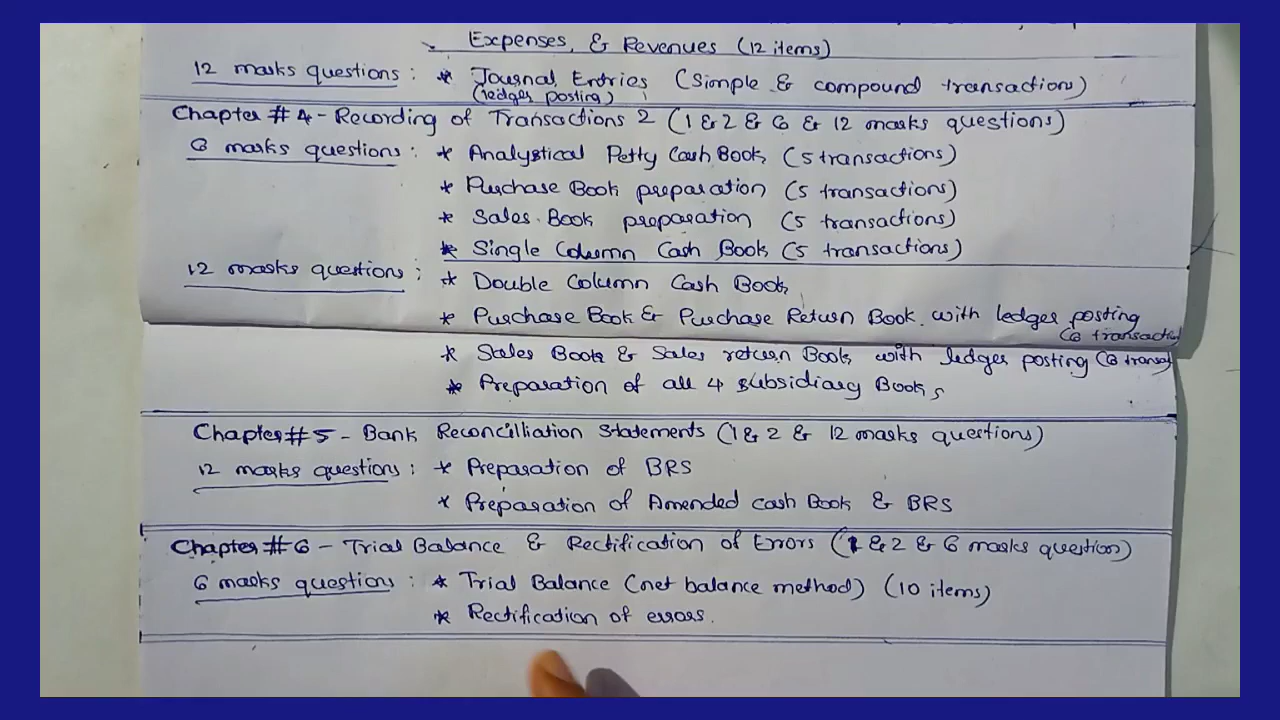 Expenses, & Revenues (12 items)
12 marks questions : * Journal Entries (Simple & compound transaction)
(ledger posting)
Chapter # 4 - Recording of Transactions 2 (1 & 2 & 6 & 12 marks questions)
6 marks questions : * Analytical Petty Cash Book (5 transactions)
* Purchase Book preparation (5 transactions)
* Sales Book preparation (5 transactions)
* Single Column Cash Book (5 transactions)
12 marks questions : * Double Column Cash Book
* Purchase Book & Purchase Return Book with ledger posting
(6 transacti
* Sales Book & Sales return Book with ledger posting (6 transa
* Preparation of all 4 subsidiary Books
Chapter # 5 - Bank Reconcilliation Statements (1 & 2 & 12 marks questions)
12 marks questions : * Preparation of BRS
* Preparation of Amended Cash Book & BRS
Chapter # 6 - Trial Balance & Rectification of Errors (1 & 2 & 6 marks question)
6 marks questions : * Trial Balance (net balance method) (10 items)
* Rectification of errors.